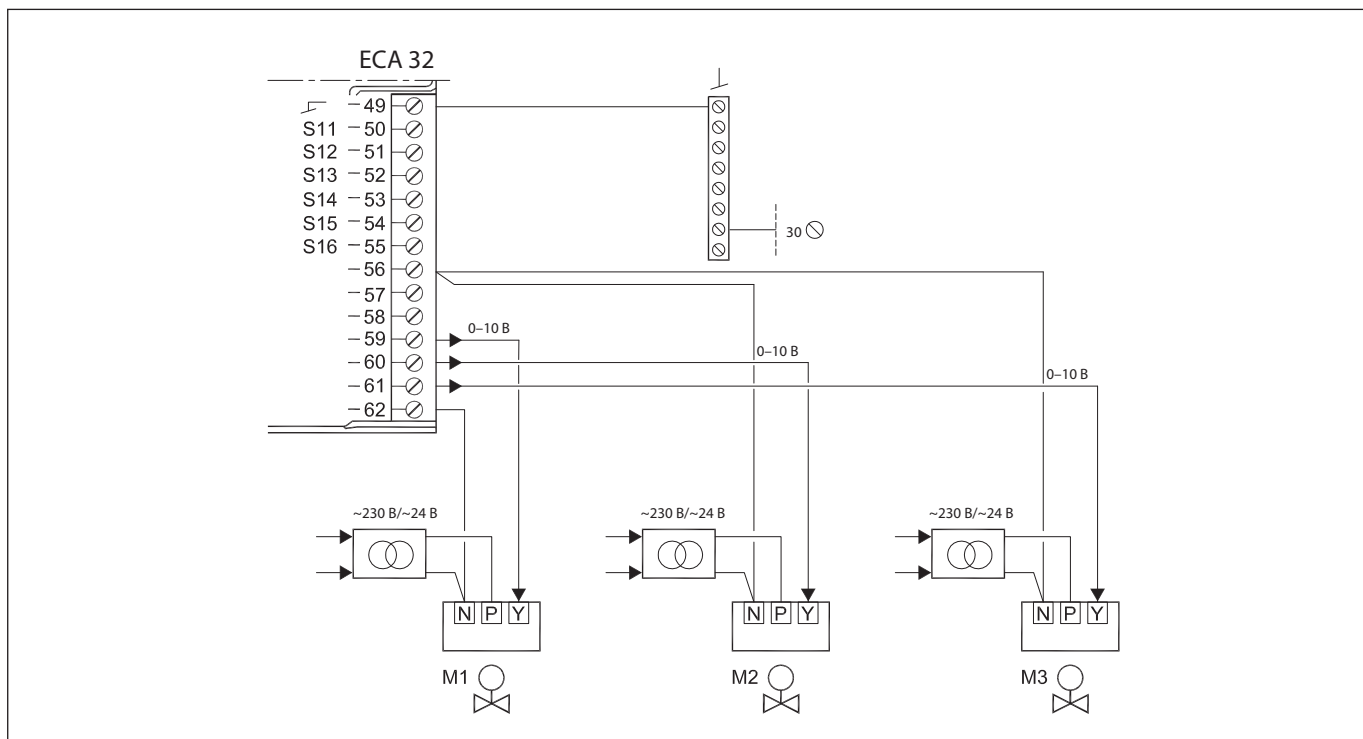 ECA 32
49
S11 50
S12 51
S13 52
S14 53
S15 54
S16 55
56
57
58
59
60
61
62
30
0–10 В
0–10 В
0–10 В
~230 В/~24 В
~230 В/~24 В
~230 В/~24 В
N P Y
N P Y
N P Y
M1
M2
M3